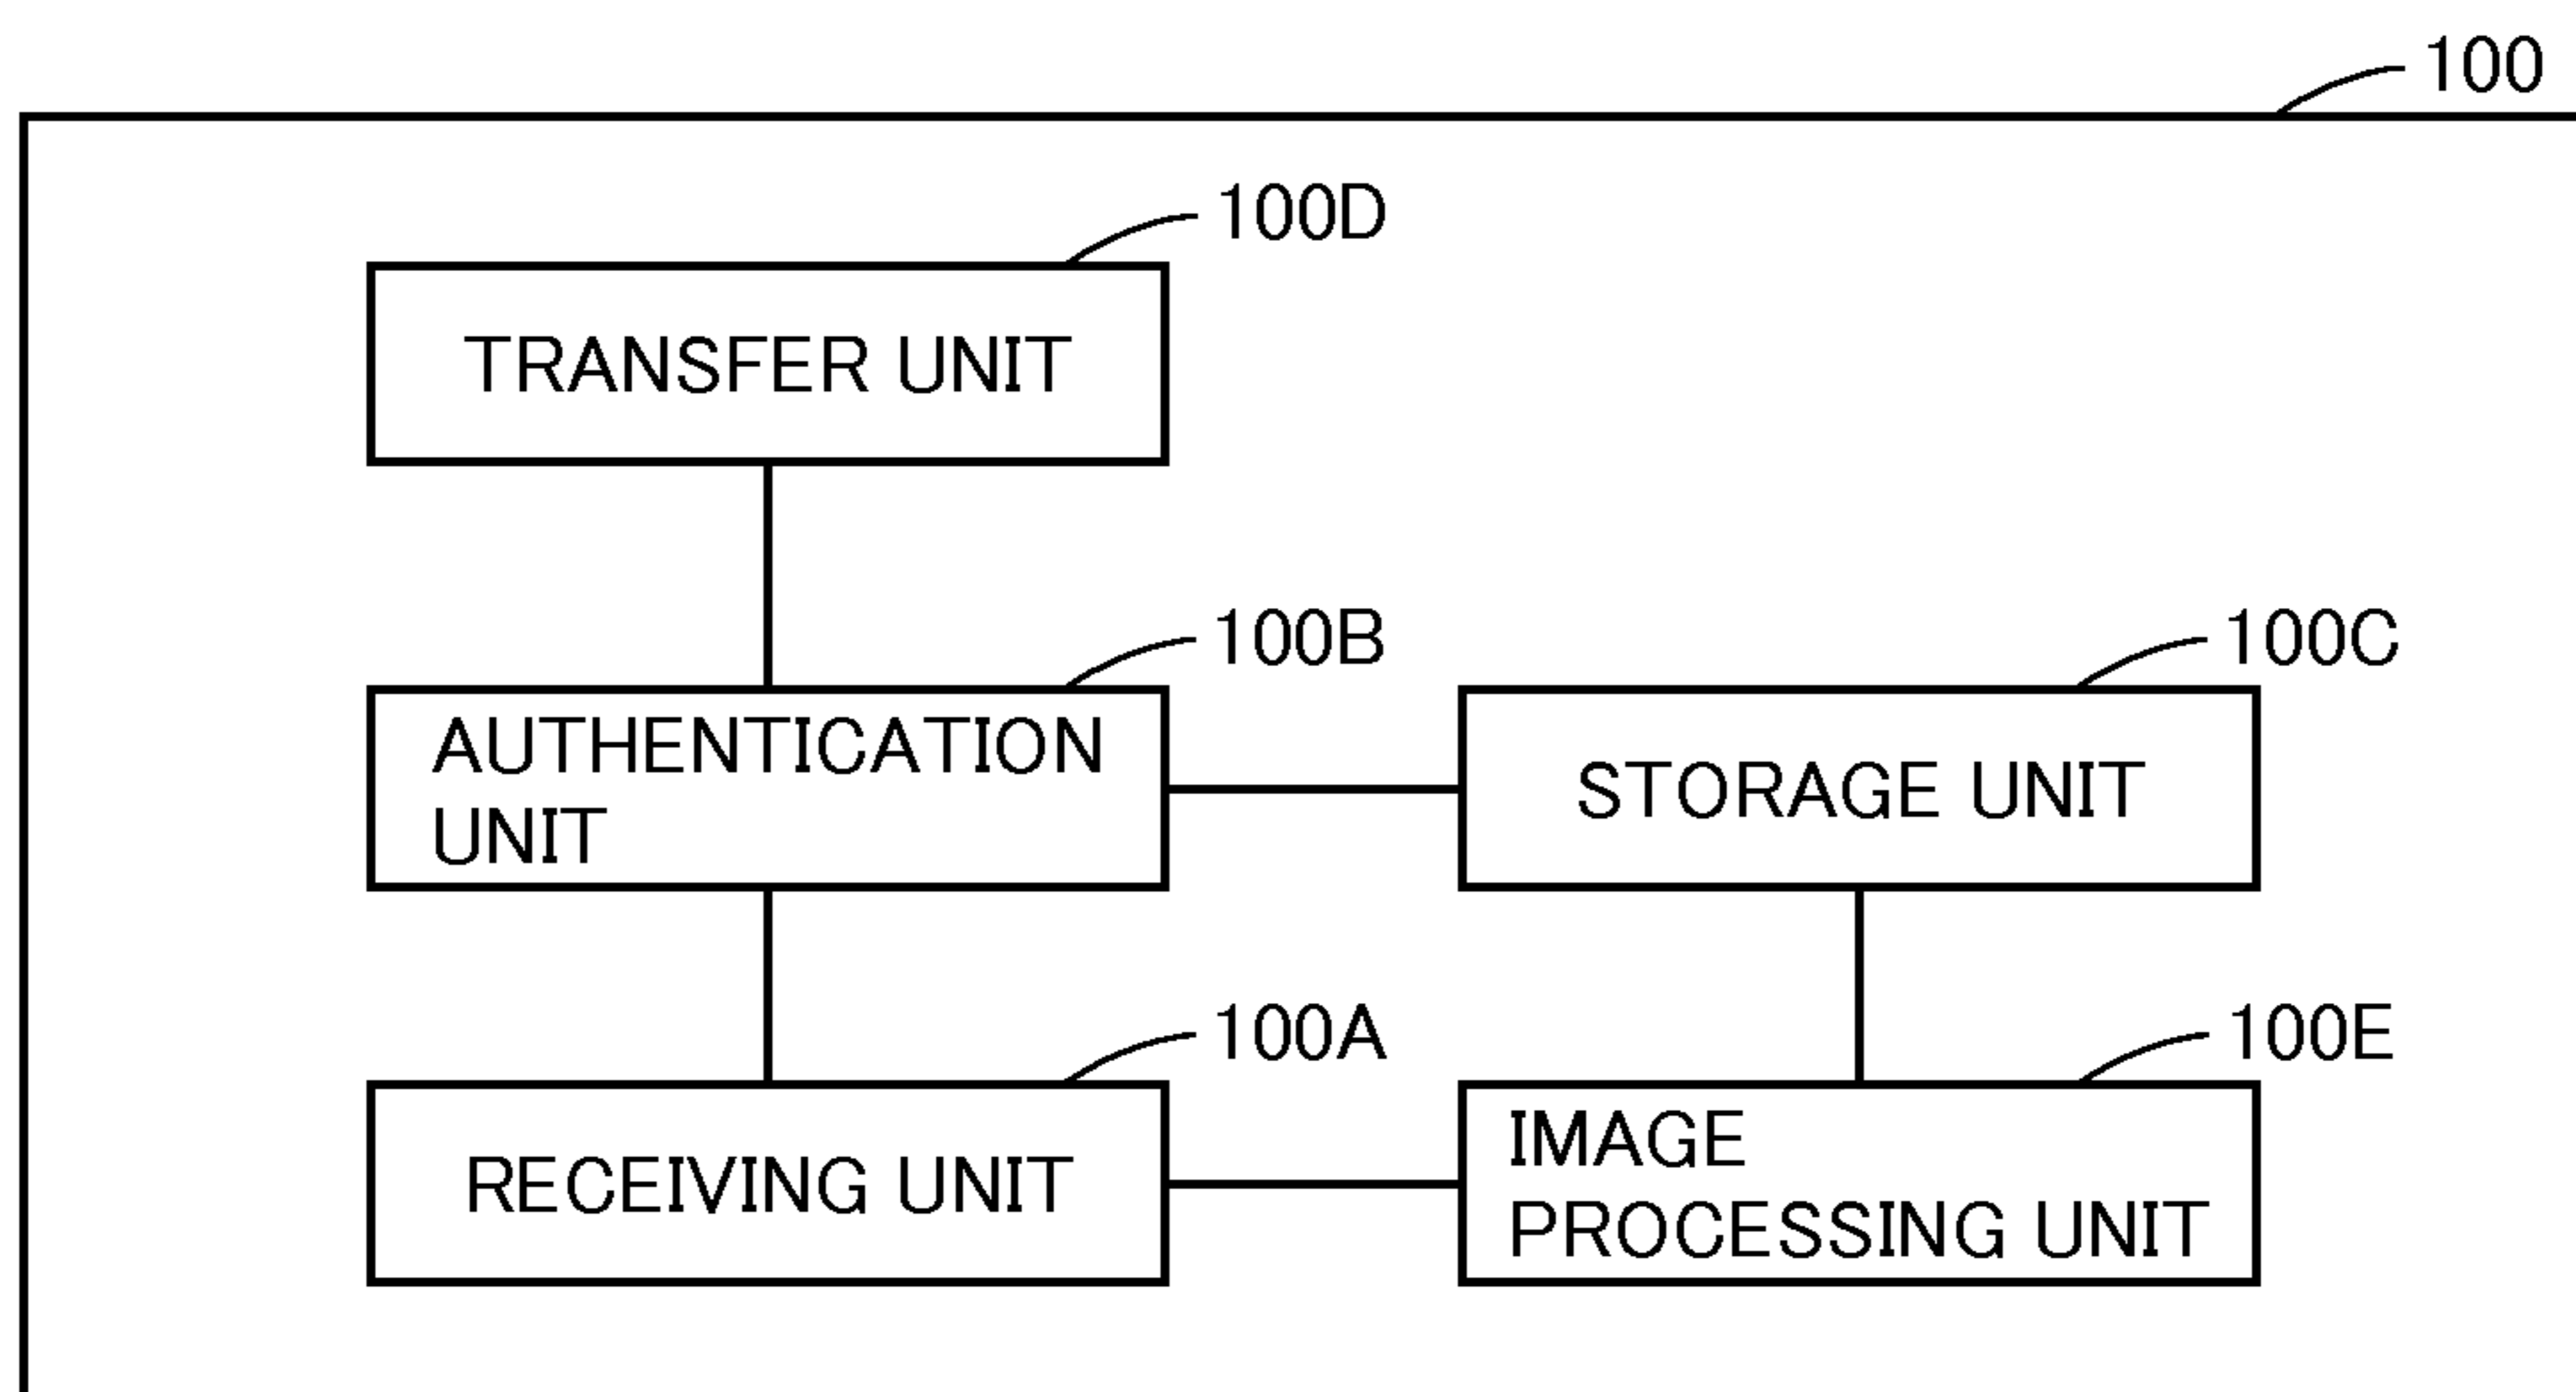 100
100D
TRANSFER UNIT
100B
AUTHENTICATION
UNIT
100C
STORAGE UNIT
100A
RECEIVING UNIT
100E
IMAGE
PROCESSING UNIT